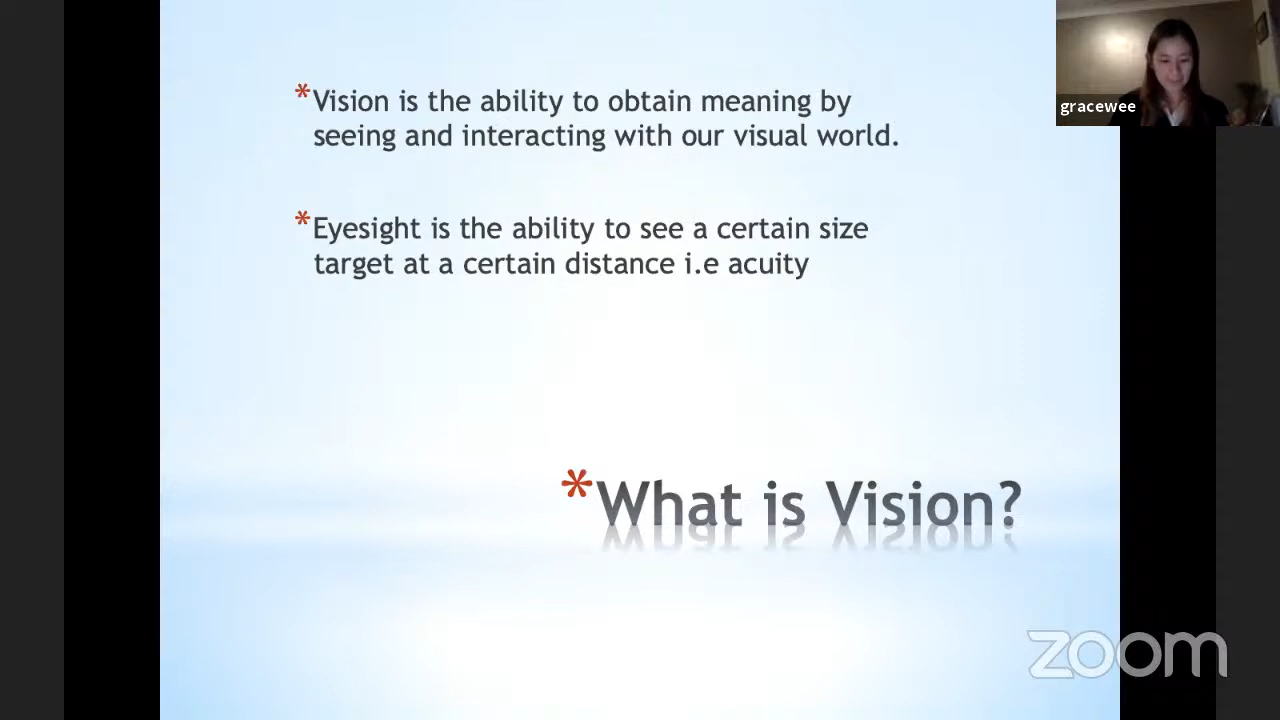 *Vision is the ability to obtain meaning by
seeing and interacting with our visual world.
*Eyesight is the ability to see a certain size
target at a certain distance i.e acuity
*What is Vision?
gracewee
zoom